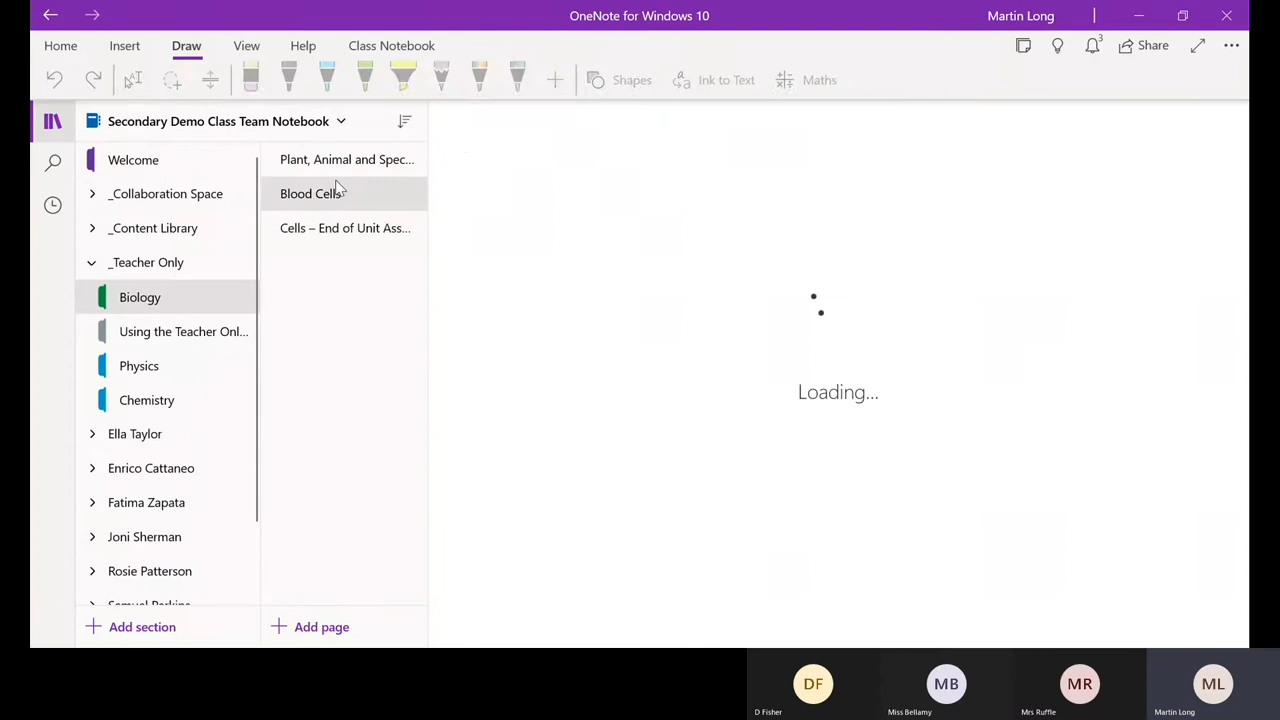 OneNote for Windows 10
Martin Long
Home
Insert
Draw
View
Help
Class Notebook
3
Share
Shapes
Ink to Text
Maths
Secondary Demo Class Team Notebook
Welcome
_Collaboration Space
_Content Library
_Teacher Only
Biology
Using the Teacher Onl...
Physics
Chemistry
Ella Taylor
Enrico Cattaneo
Fatima Zapata
Joni Sherman
Rosie Patterson
Samuel Perkins
Add section
Plant, Animal and Spec...
Blood Cells
Cells – End of Unit Ass...
Add page
Loading...
DF
D Fisher
MB
Miss Bellamy
MR
Mrs Ruffle
ML
Martin Long